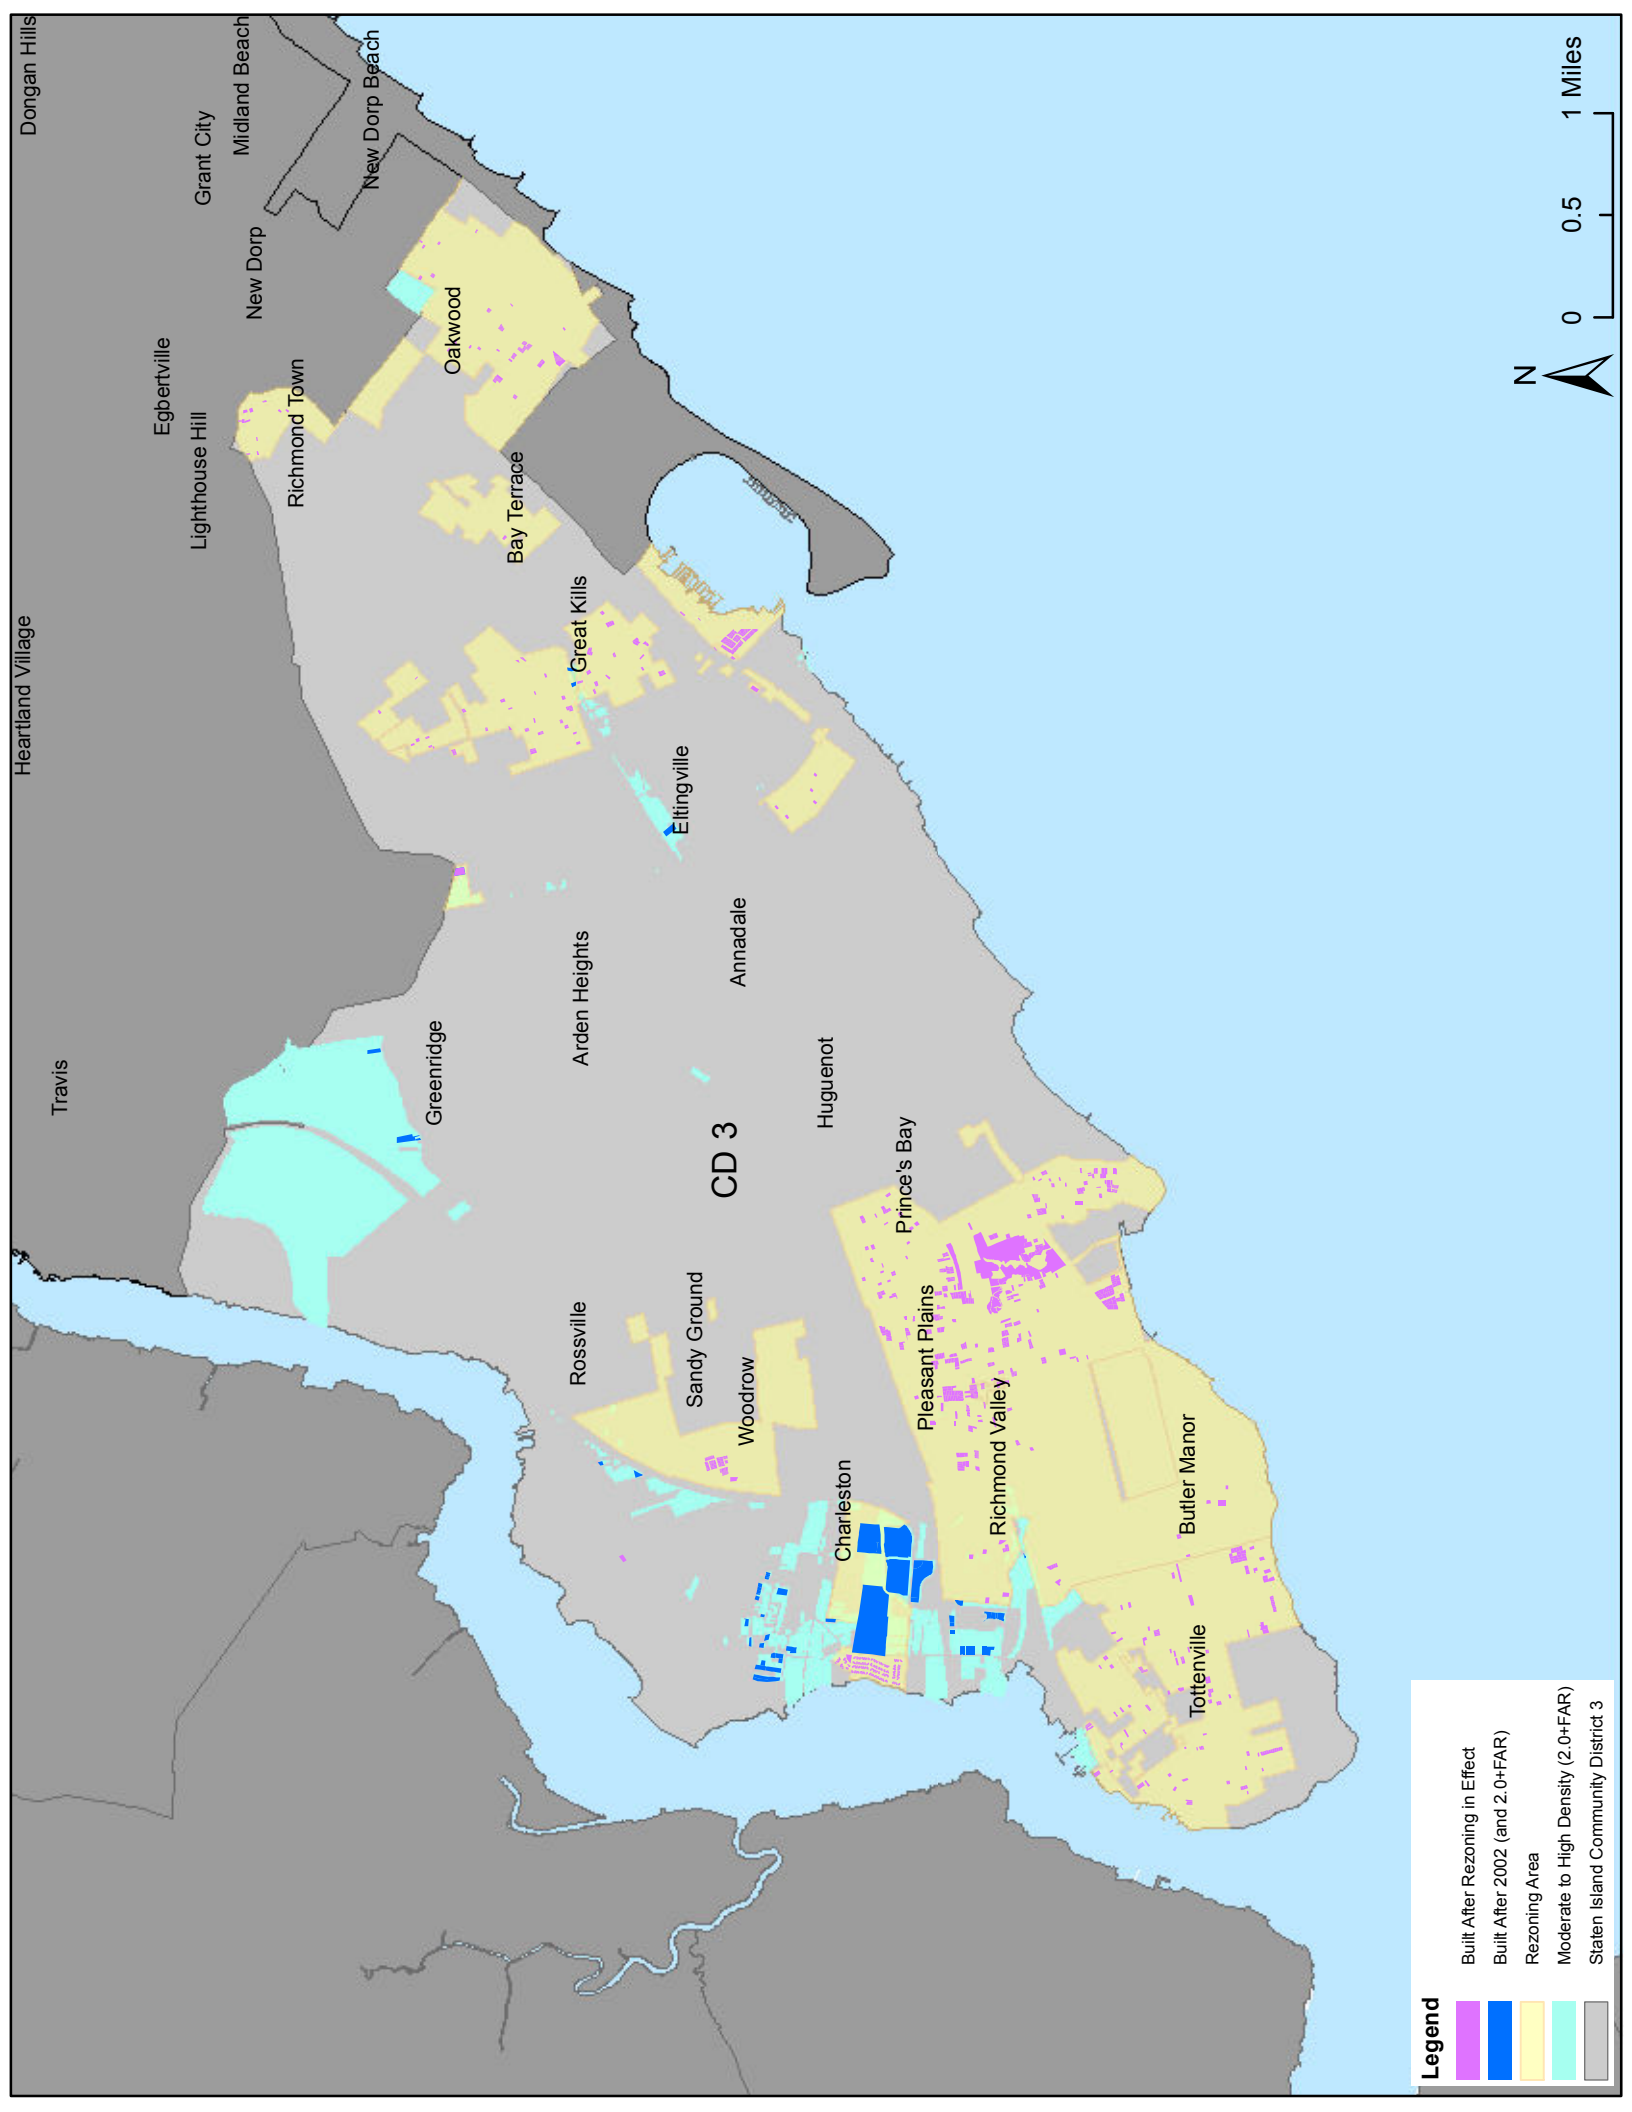 Dongan Hills
Midland Beach
Grant City
New Dorp Beach
New Dorp
Egbertville
Lighthouse Hill
Richmond Town
Oakwood
Bay Terrace
Heartland Village
Great Kills
Eltingville
Travis
Greenridge
Arden Heights
Annadale
CD 3
Huguenot
Prince's Bay
Rossville
Sandy Ground
Woodrow
Pleasant Plains
Richmond Valley
Charleston
Butler Manor
Tottenville
N
0 0.5 1 Miles
Legend
Built After Rezoning in Effect
Built After 2002 (and 2.0+FAR)
Rezoning Area
Moderate to High Density (2.0+FAR)
Staten Island Community District 3